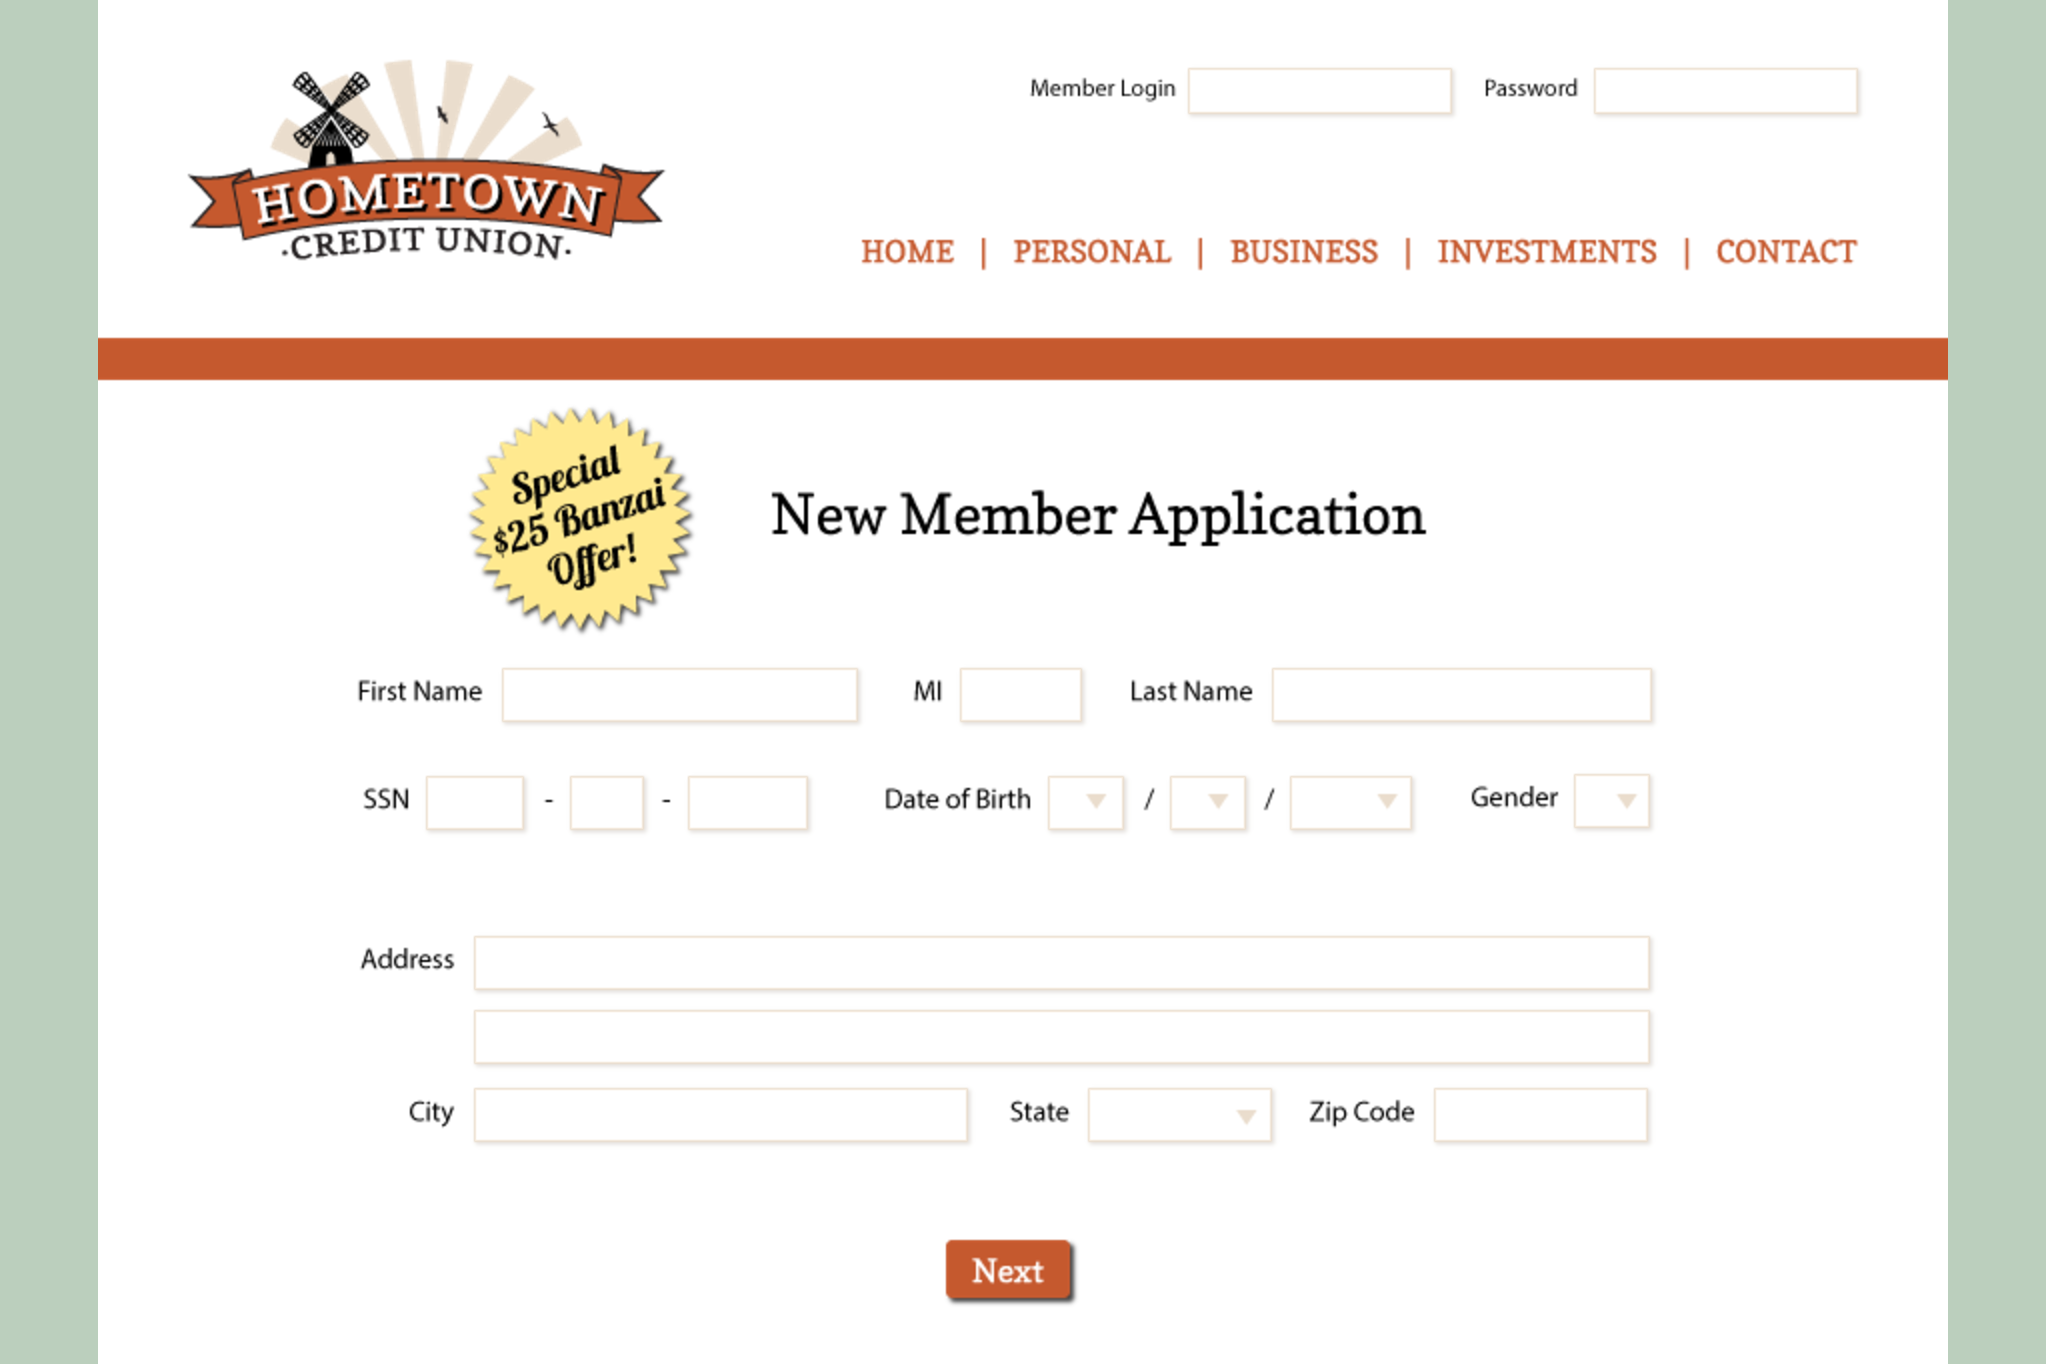 HOMETOWN
·CREDIT UNION·
Member Login
Password
HOME | PERSONAL | BUSINESS | INVESTMENTS | CONTACT
Special
$25 Banzai
Offer!
New Member Application
First Name
MI
Last Name
SSN - -
Date of Birth / /
Gender
Address
City
State
Zip Code
Next